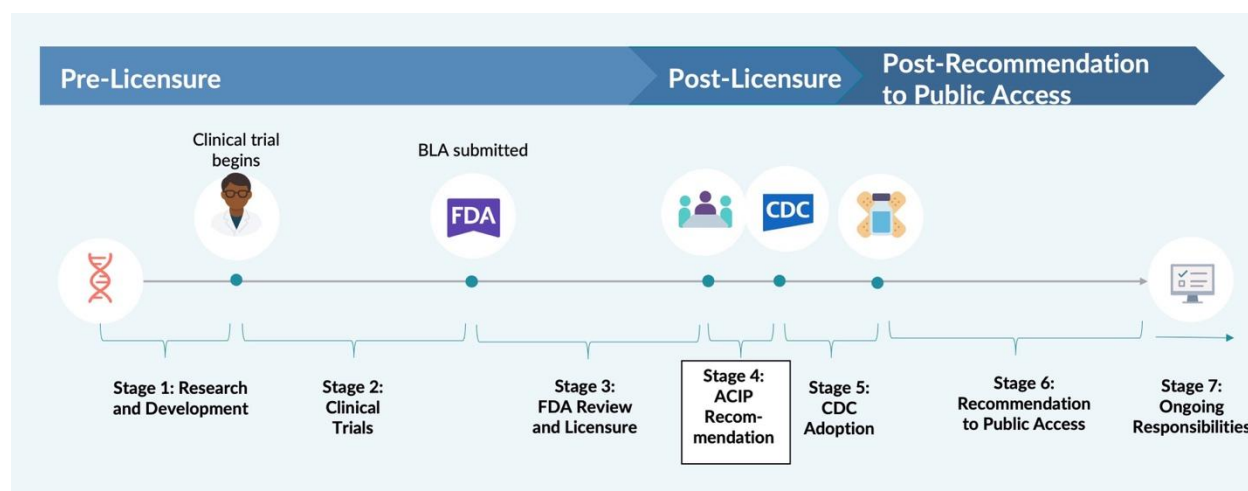 Pre-Licensure
Post-Licensure
Post-Recommendation
to Public Access
Clinical trial
begins
BLA submitted
FDA
CDC
Stage 1: Research
and Development
Stage 2:
Clinical
Trials
Stage 3:
FDA Review
and Licensure
Stage 4:
ACIP
Recom-
mendation
Stage 5:
CDC
Adoption
Stage 6:
Recommendation
to Public Access
Stage 7:
Ongoing
Responsibilities